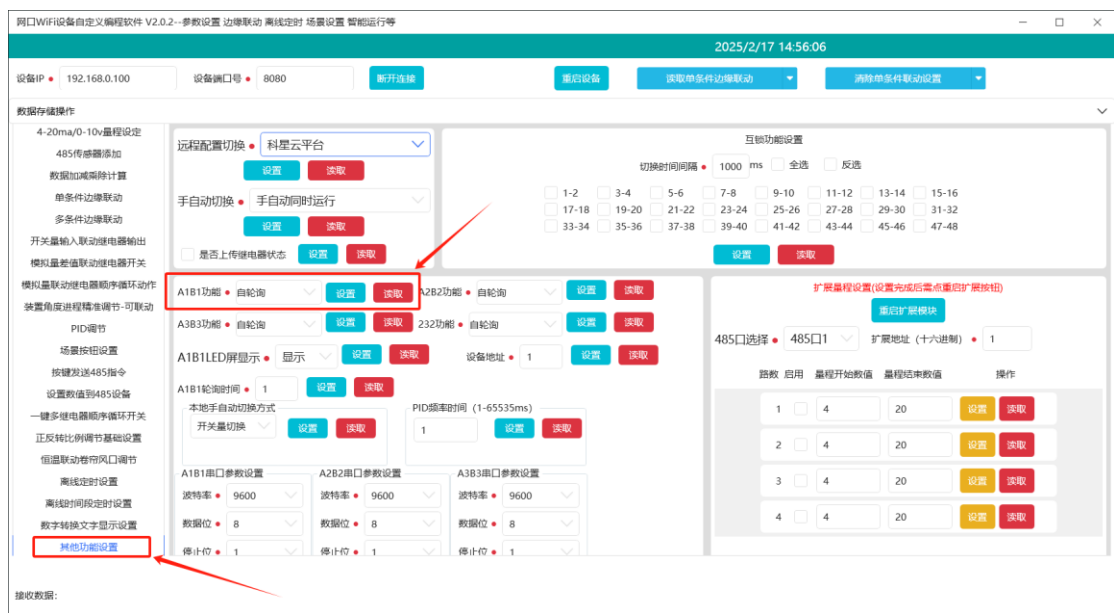 网口WiFi设备自定义编程软件 V2.0.2--参数设置 边缘联动 离线定时 场景设置 智能运行等
2025/2/17 14:56:06
设备IP 192.168.0.100 设备端口号 8080 断开连接 重启设备 读取单条件边缘联动 清除单条件联动设置
数据存储操作
4-20ma/0-10v量程设定
485传感器添加
数据加减乘除计算
单条件边缘联动
多条件边缘联动
开关量输入联动继电器输出
模拟量差值联动继电器开关
模拟量联动继电器顺序循环动作
装置角度进程精准调节-可联动
PID调节
场景按钮设置
按键发送485指令
设置数值到485设备
一键多继电器顺序循环开关
正反转比例调节基础设置
恒温联动卷帘风口调节
离线定时设置
离线时间段定时设置
数字转换文字显示设置
其他功能设置
远程配置切换 科星云平台
设置 读取
手自动切换 手自动同时运行
设置 读取
是否上传继电器状态 设置 读取
互锁功能设置
切换时间间隔 1000 ms 全选 反选
1-2 3-4 5-6 7-8 9-10 11-12 13-14 15-16
17-18 19-20 21-22 23-24 25-26 27-28 29-30 31-32
33-34 35-36 37-38 39-40 41-42 43-44 45-46 47-48
设置 读取
A1B1功能 自轮询 设置 读取 A2B2功能 自轮询 设置 读取
A3B3功能 自轮询 设置 读取 232功能 自轮询 设置 读取
A1B1LED屏显示 显示 设置 读取 设备地址 1 设置 读取
A1B1轮询时间 1 设置 读取
本地手自动切换方式 PID频率时间（1-65535ms）
开关量切换 设置 读取 1 设置 读取
A1B1串口参数设置 A2B2串口参数设置 A3B3串口参数设置
波特率 9600 波特率 9600 波特率 9600
数据位 8 数据位 8 数据位 8
停止位 1 停止位 1 停止位 1
扩展量程设置(设置完成后需点重启扩展按钮)
重启扩展模块
485口选择 485口1 扩展地址（十六进制） 1
路数 启用 量程开始数值 量程结束数值 操作
1 4 20 设置 读取
2 4 20 设置 读取
3 4 20 设置 读取
4 4 20 设置 读取
接收数据: